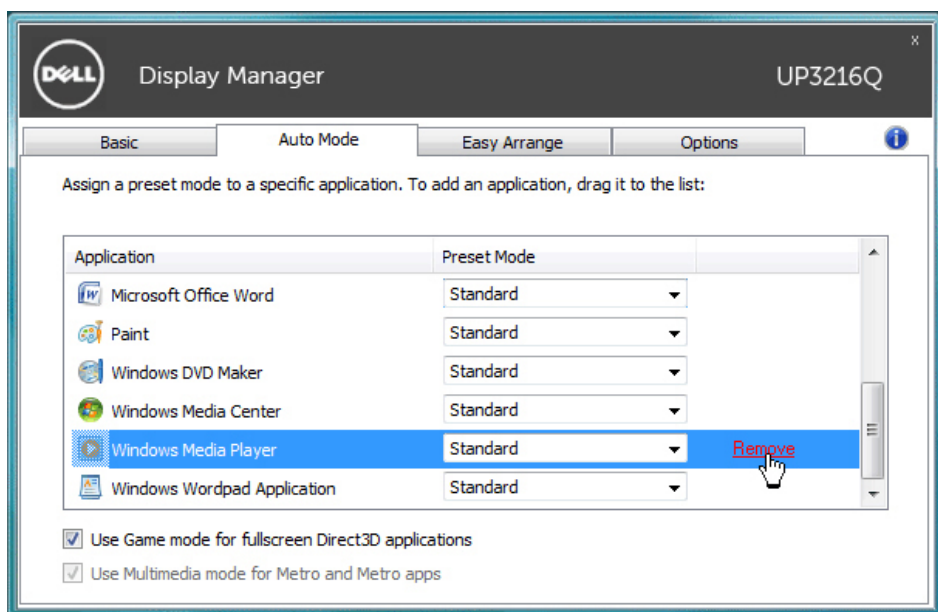 x
DELL Display Manager UP3216Q
Basic Auto Mode Easy Arrange Options
Assign a preset mode to a specific application. To add an application, drag it to the list:
Application Preset Mode
Microsoft Office Word Standard
Paint Standard
Windows DVD Maker Standard
Windows Media Center Standard
Windows Media Player Standard Remove
Windows Wordpad Application Standard
Use Game mode for fullscreen Direct3D applications
Use Multimedia mode for Metro and Metro apps